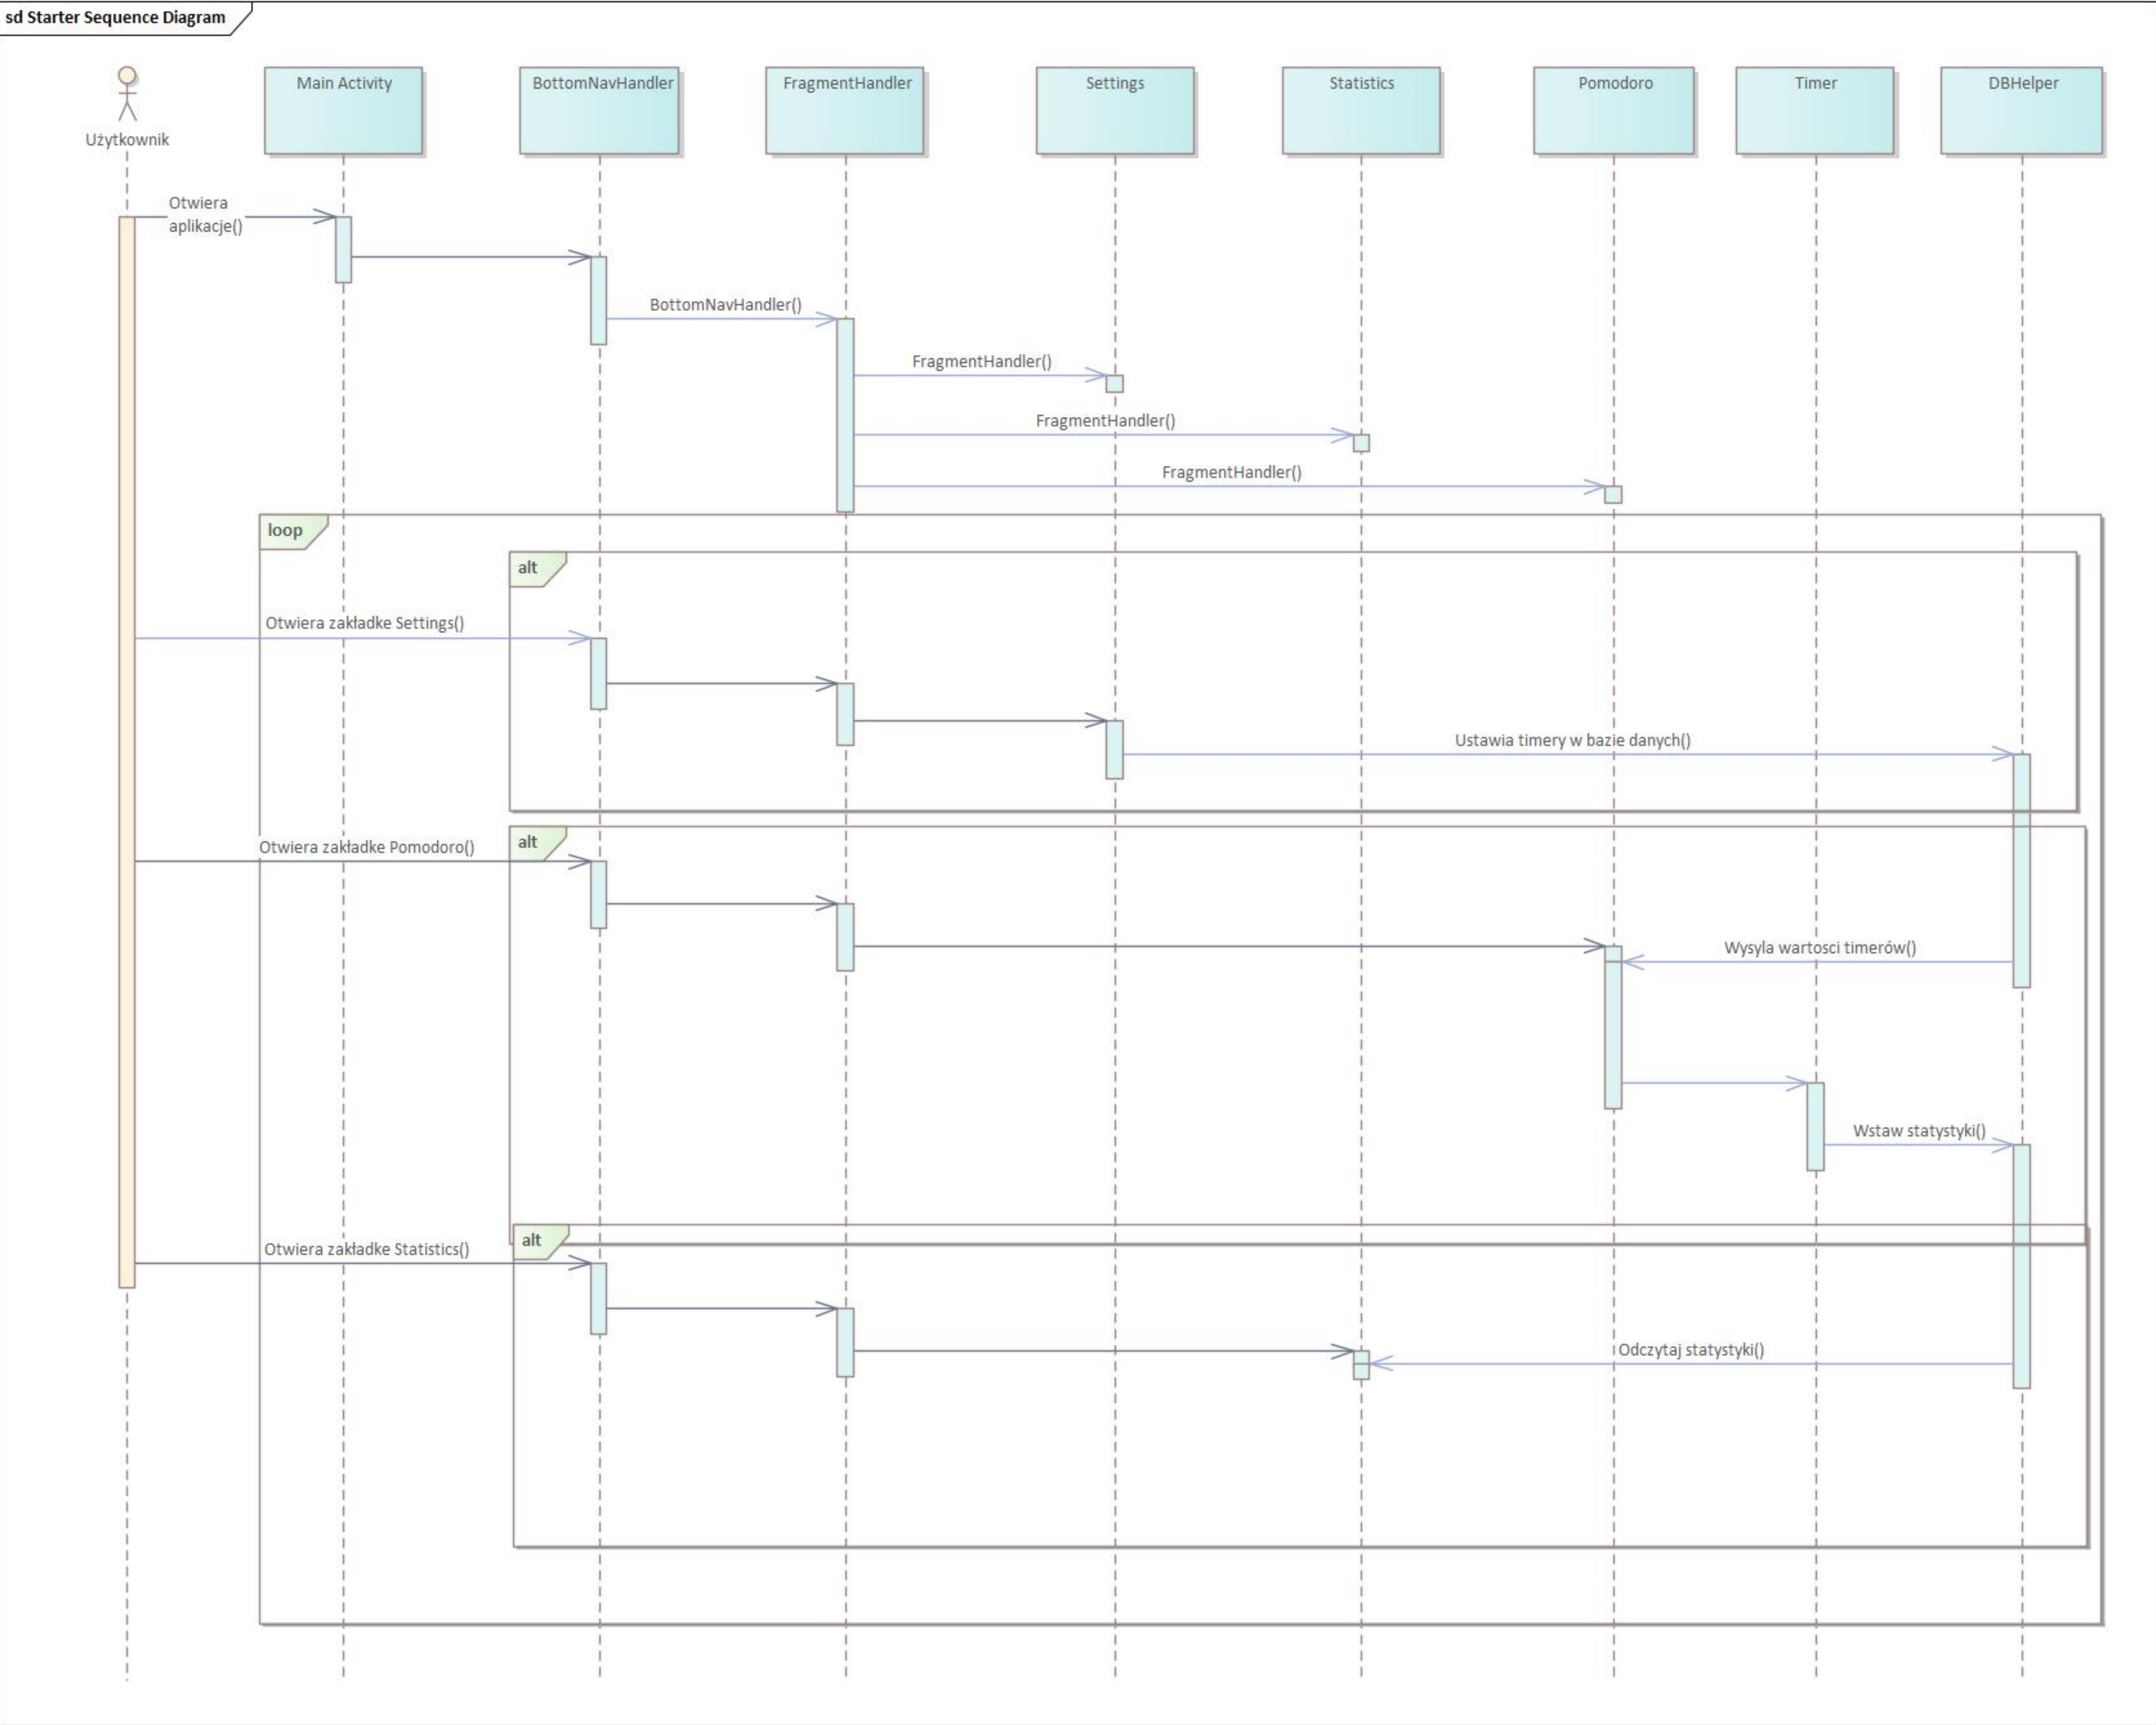 sd Starter Sequence Diagram
Użytkownik
Main Activity
BottomNavHandler
FragmentHandler
Settings
Statistics
Pomodoro
Timer
DBHelper
Otwiera
aplikacje()
BottomNavHandler()
FragmentHandler()
FragmentHandler()
FragmentHandler()
loop
alt
Otwiera zakładke Settings()
Ustawia timery w bazie danych()
alt
Otwiera zakładke Pomodoro()
Wysyla wartosci timerów()
Wstaw statystyki()
alt
Otwiera zakładke Statistics()
Odczytaj statystyki()